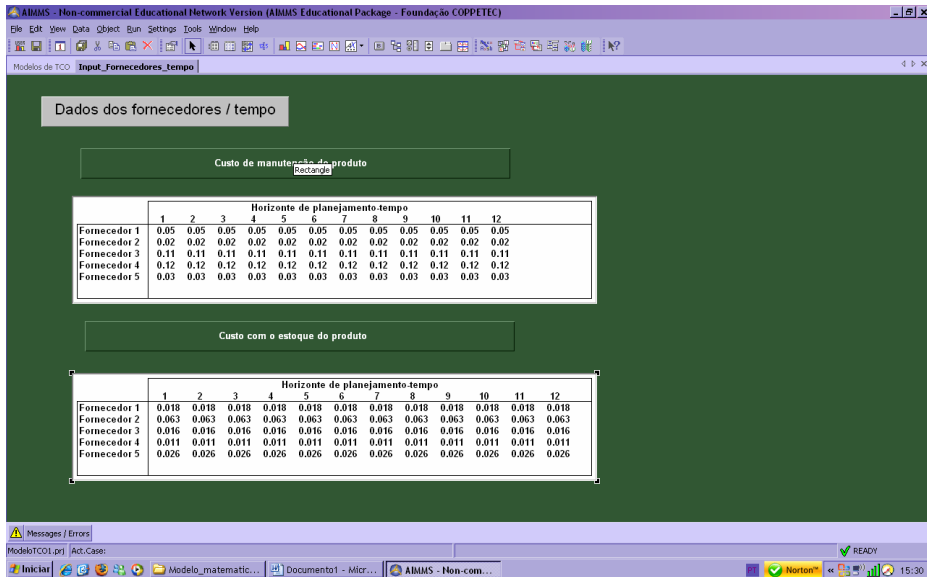 AIMMS - Non-commercial Educational Network Version (AIMMS Educational Package - Foundação COPPETEC)
File Edit View Data Object Run Settings Tools Window Help
Modelos de TCO Input_Fornecedores_tempo
Dados dos fornecedores / tempo
Custo de manutenção do produto
Rectangle
Horizonte de planejamento-tempo
1 2 3 4 5 6 7 8 9 10 11 12
Fornecedor 1 0.05 0.05 0.05 0.05 0.05 0.05 0.05 0.05 0.05 0.05 0.05 0.05
Fornecedor 2 0.02 0.02 0.02 0.02 0.02 0.02 0.02 0.02 0.02 0.02 0.02 0.02
Fornecedor 3 0.11 0.11 0.11 0.11 0.11 0.11 0.11 0.11 0.11 0.11 0.11 0.11
Fornecedor 4 0.12 0.12 0.12 0.12 0.12 0.12 0.12 0.12 0.12 0.12 0.12 0.12
Fornecedor 5 0.03 0.03 0.03 0.03 0.03 0.03 0.03 0.03 0.03 0.03 0.03 0.03
Custo com o estoque do produto
Horizonte de planejamento-tempo
1 2 3 4 5 6 7 8 9 10 11 12
Fornecedor 1 0.018 0.018 0.018 0.018 0.018 0.018 0.018 0.018 0.018 0.018 0.018 0.018
Fornecedor 2 0.063 0.063 0.063 0.063 0.063 0.063 0.063 0.063 0.063 0.063 0.063 0.063
Fornecedor 3 0.016 0.016 0.016 0.016 0.016 0.016 0.016 0.016 0.016 0.016 0.016 0.016
Fornecedor 4 0.011 0.011 0.011 0.011 0.011 0.011 0.011 0.011 0.011 0.011 0.011 0.011
Fornecedor 5 0.026 0.026 0.026 0.026 0.026 0.026 0.026 0.026 0.026 0.026 0.026 0.026
Messages / Errors
ModeloTCO1.prj Act.Case: READY
Iniciar Modelo_matematic... Documento1 - Micr... AIMMS - Non-com... PT Norton™ 15:30